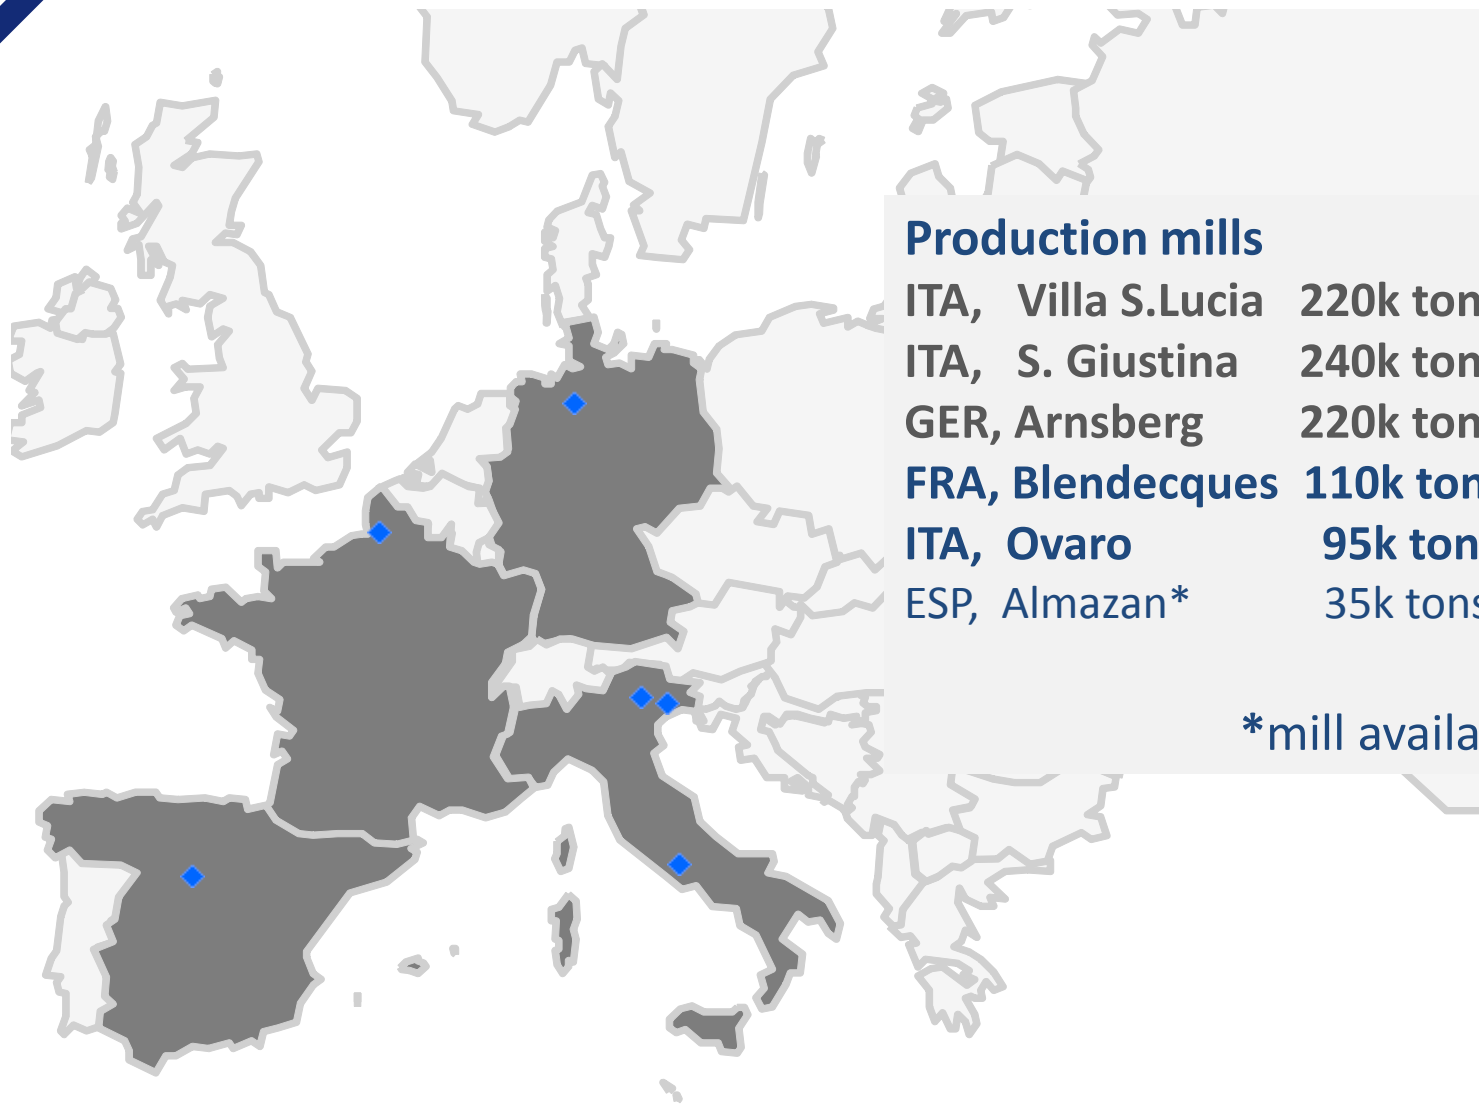 Production mills
ITA, Villa S.Lucia 220k ton
ITA, S. Giustina 240k ton
GER, Arnsberg 220k ton
FRA, Blendecques 110k ton
ITA, Ovaro 95k ton
ESP, Almazan* 35k tons
*mill availa